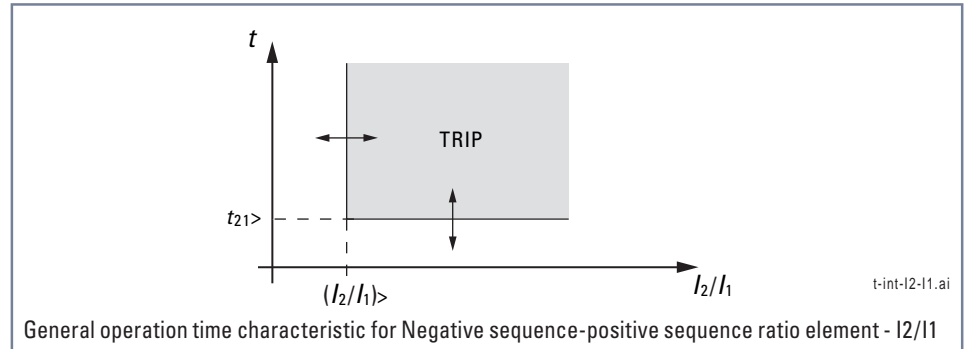 t
TRIP
t21>
(I2/I1)>
I2/I1
t-int-I2-I1.ai
General operation time characteristic for Negative sequence-positive sequence ratio element - I2/I1